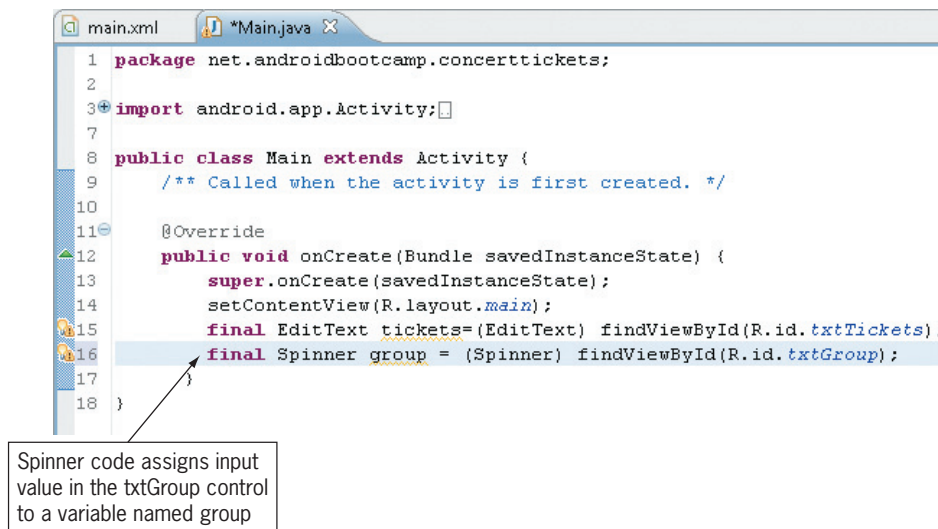 main.xml
*Main.java
1 package net.androidbootcamp.concerttickets;
2
3 import android.app.Activity;
7
8 public class Main extends Activity {
9 /** Called when the activity is first created. */
10
11 @Override
12 public void onCreate(Bundle savedInstanceState) {
13 super.onCreate(savedInstanceState);
14 setContentView(R.layout.main);
15 final EditText tickets=(EditText) findViewById(R.id.txtTickets)
16 final Spinner group = (Spinner) findViewById(R.id.txtGroup);
17 }
18 }
Spinner code assigns input
value in the txtGroup control
to a variable named group